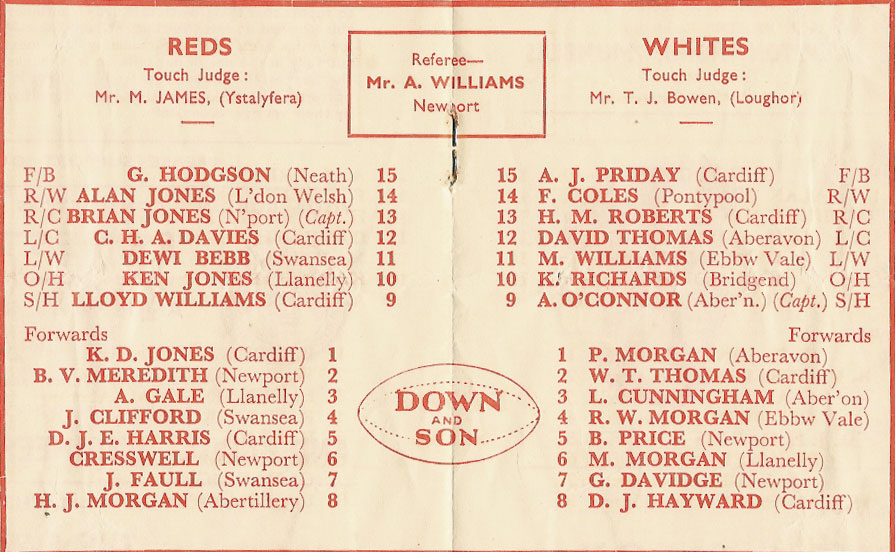 REDS
Touch Judge:
Mr. M. JAMES, (Ystalyfera)
Referee—
Mr. A. WILLIAMS
Newport
WHITES
Touch Judge:
Mr. T. J. Bowen, (Loughor)
F/B G. HODGSON (Neath) 15
R/W ALAN JONES (L'don Welsh) 14
R/C BRIAN JONES (N'port) (Capt.) 13
L/C C. H. A. DAVIES (Cardiff) 12
L/W DEWI BEBB (Swansea) 11
O/H KEN JONES (Llanelly) 10
S/H LLOYD WILLIAMS (Cardiff) 9
Forwards
K. D. JONES (Cardiff) 1
B. V. MEREDITH (Newport) 2
A. GALE (Llanelly) 3
J. CLIFFORD (Swansea) 4
D. J. E. HARRIS (Cardiff) 5
CRESSWELL (Newport) 6
J. FAULL (Swansea) 7
H. J. MORGAN (Abertillery) 8
15 A. J. PRIDAY (Cardiff) F/B
14 F. COLES (Pontypool) R/W
13 H. M. ROBERTS (Cardiff) R/C
12 DAVID THOMAS (Aberavon) L/C
11 M. WILLIAMS (Ebbw Vale) L/W
10 K. RICHARDS (Bridgend) O/H
9 A. O'CONNOR (Aber'n.) (Capt.) S/H
Forwards
1 P. MORGAN (Aberavon)
2 W. T. THOMAS (Cardiff)
3 L. CUNNINGHAM (Aber'on)
4 R. W. MORGAN (Ebbw Vale)
5 B. PRICE (Newport)
6 M. MORGAN (Llanelly)
7 G. DAVIDGE (Newport)
8 D. J. HAYWARD (Cardiff)
DOWN
AND
SON